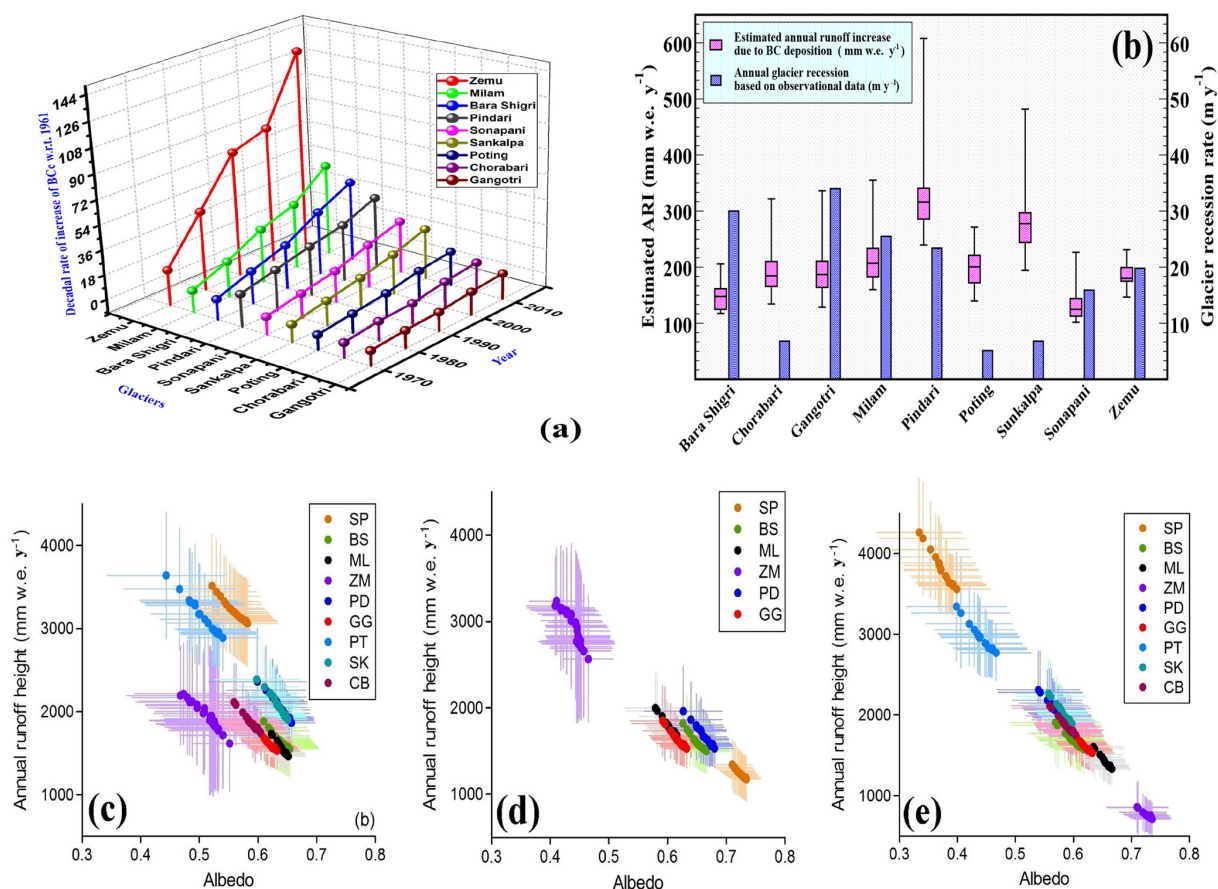 Decadal rate of increase of BCc w.r.t. 1961
144
126
108
90
72
54
36
18
0
Zemu
Milam
Bara Shigri
Pindari
Sonapani
Sankalpa
Poting
Chorabari
Gangotri
Zemu
Milam
Bara Shigri
Pindari
Sonapani
Sankalpa
Poting
Chorabari
Gangotri
Glaciers
1970
1980
1990
2000
2010
Year
(a)
Estimated ARI (mm w.e. y⁻¹)
600
500
400
300
200
100
Estimated annual runoff increase
due to BC deposition ( mm w.e. y⁻¹)
Annual glacier recession
based on observational data (m y⁻¹)
(b)
60
50
40
30
20
10
Glacier recession rate (m y⁻¹)
Bara Shigri
Chorabari
Gangotri
Milam
Pindari
Poting
Sunkalpa
Sonapani
Zemu
Annual runoff height (mm w.e. y⁻¹)
4000
3000
2000
1000
SP
BS
ML
ZM
PD
GG
PT
SK
CB
(c)
(b)
0.3 0.4 0.5 0.6 0.7 0.8
Albedo
Annual runoff height (mm w.e. y⁻¹)
4000
3000
2000
1000
SP
BS
ML
ZM
PD
GG
(d)
0.3 0.4 0.5 0.6 0.7 0.8
Albedo
Annual runoff height (mm w.e. y⁻¹)
4000
3000
2000
1000
SP
BS
ML
ZM
PD
GG
PT
SK
CB
(e)
0.3 0.4 0.5 0.6 0.7 0.8
Albedo